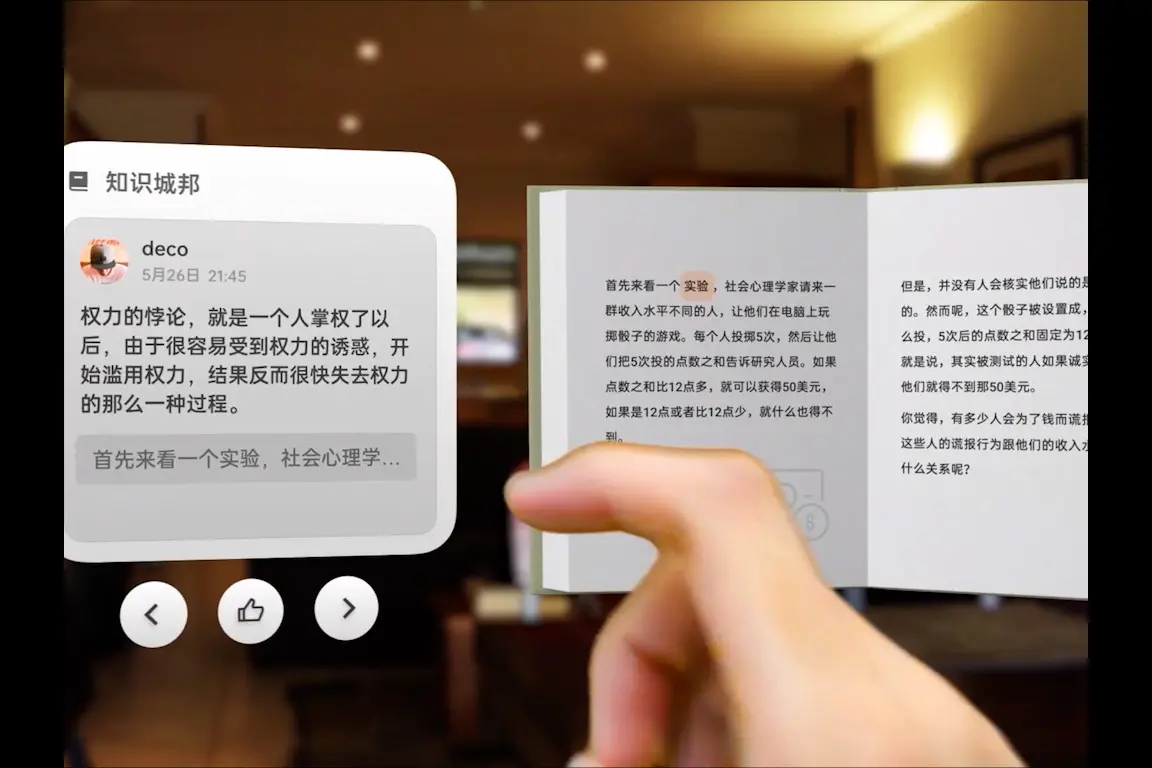 知识城邦
deco
5月26日 21:45
权力的悖论，就是一个人掌权了以
后，由于很容易受到权力的诱惑，开
始滥用权力，结果反而很快失去权力
的那么一种过程。
首先来看一个实验，社会心理学...
首先来看一个实验，社会心理学家请来一
群收入水平不同的人，让他们在电脑上玩
掷骰子的游戏。每个人投掷5次，然后让他
们把5次投的点数之和告诉研究人员。如果
点数之和比12点多，就可以获得50美元，
如果是12点或者比12点少，就什么也得不
到。
但是，并没有人会核实他们说的是
的。然而呢，这个骰子被设置成，
么投，5次后的点数之和固定为12
就是说，其实被测试的人如果诚实
他们就得不到那50美元。
你觉得，有多少人会为了钱而谎报
这些人的谎报行为跟他们的收入水
什么关系呢？